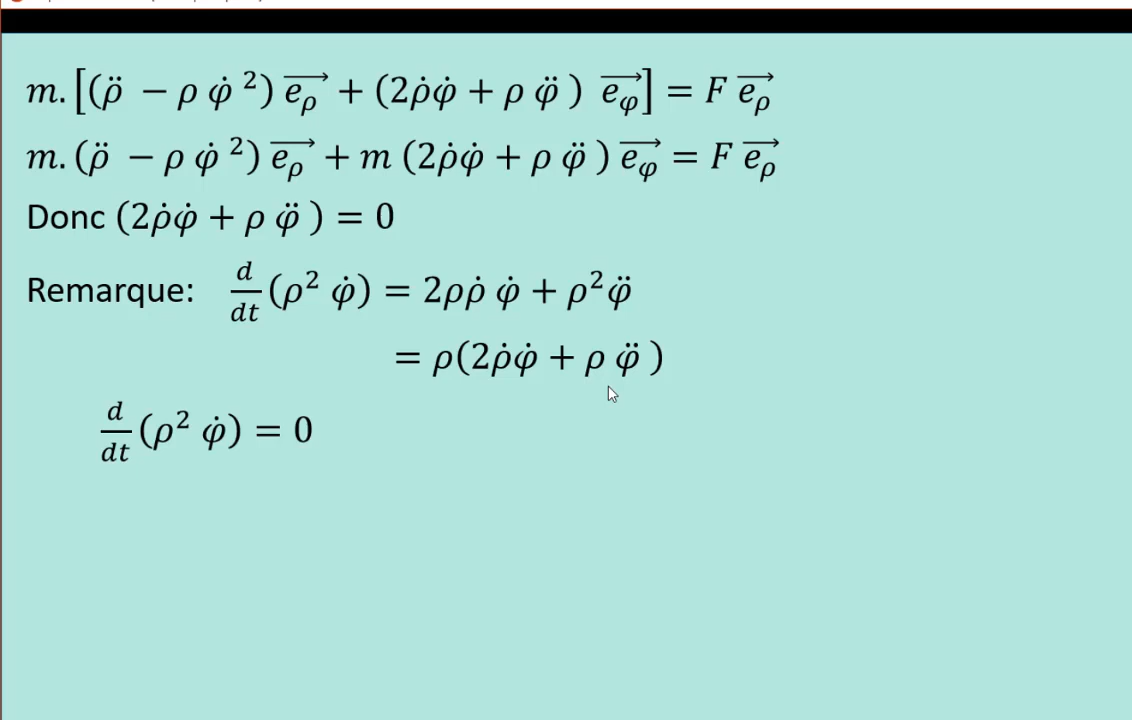 m. [(ρ̈ − ρ φ̇ ²) e⃗ᵨ + (2ρ̇φ̇ + ρ φ̈ ) e⃗ᵩ] = F e⃗ᵨ
m. (ρ̈ − ρ φ̇ ²) e⃗ᵨ + m (2ρ̇φ̇ + ρ φ̈ ) e⃗ᵩ = F e⃗ᵨ
Donc (2ρ̇φ̇ + ρ φ̈ ) = 0
Remarque: d/dt (ρ² φ̇) = 2ρρ̇ φ̇ + ρ²φ̈
= ρ(2ρ̇φ̇ + ρ φ̈ )
d/dt (ρ² φ̇) = 0